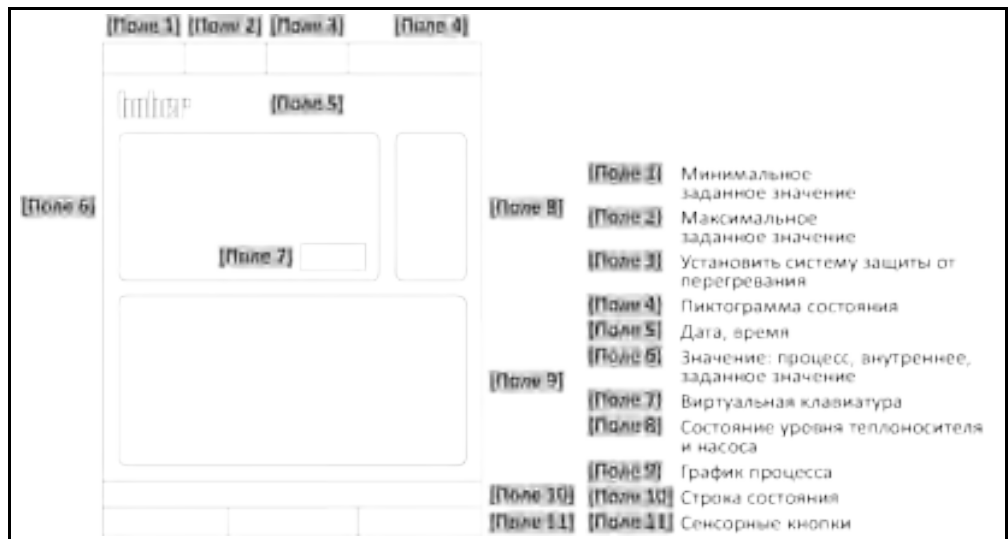 [Поле 1] [Поле 2] [Поле 3] [Поле 4]
huber [Поле 5]
[Поле 6]
[Поле 7]
[Поле 8]
[Поле 9]
[Поле 10]
[Поле 11]
[Поле 1] Минимальное
заданное значение
[Поле 2] Максимальное
заданное значение
[Поле 3] Установить систему защиты от
перегревания
[Поле 4] Пиктограмма состояния
[Поле 5] Дата, время
[Поле 6] Значение: процесс, внутреннее,
заданное значение
[Поле 7] Виртуальная клавиатура
[Поле 8] Состояние уровня теплоносителя
и насоса
[Поле 9] График процесса
[Поле 10] Строка состояния
[Поле 11] Сенсорные кнопки